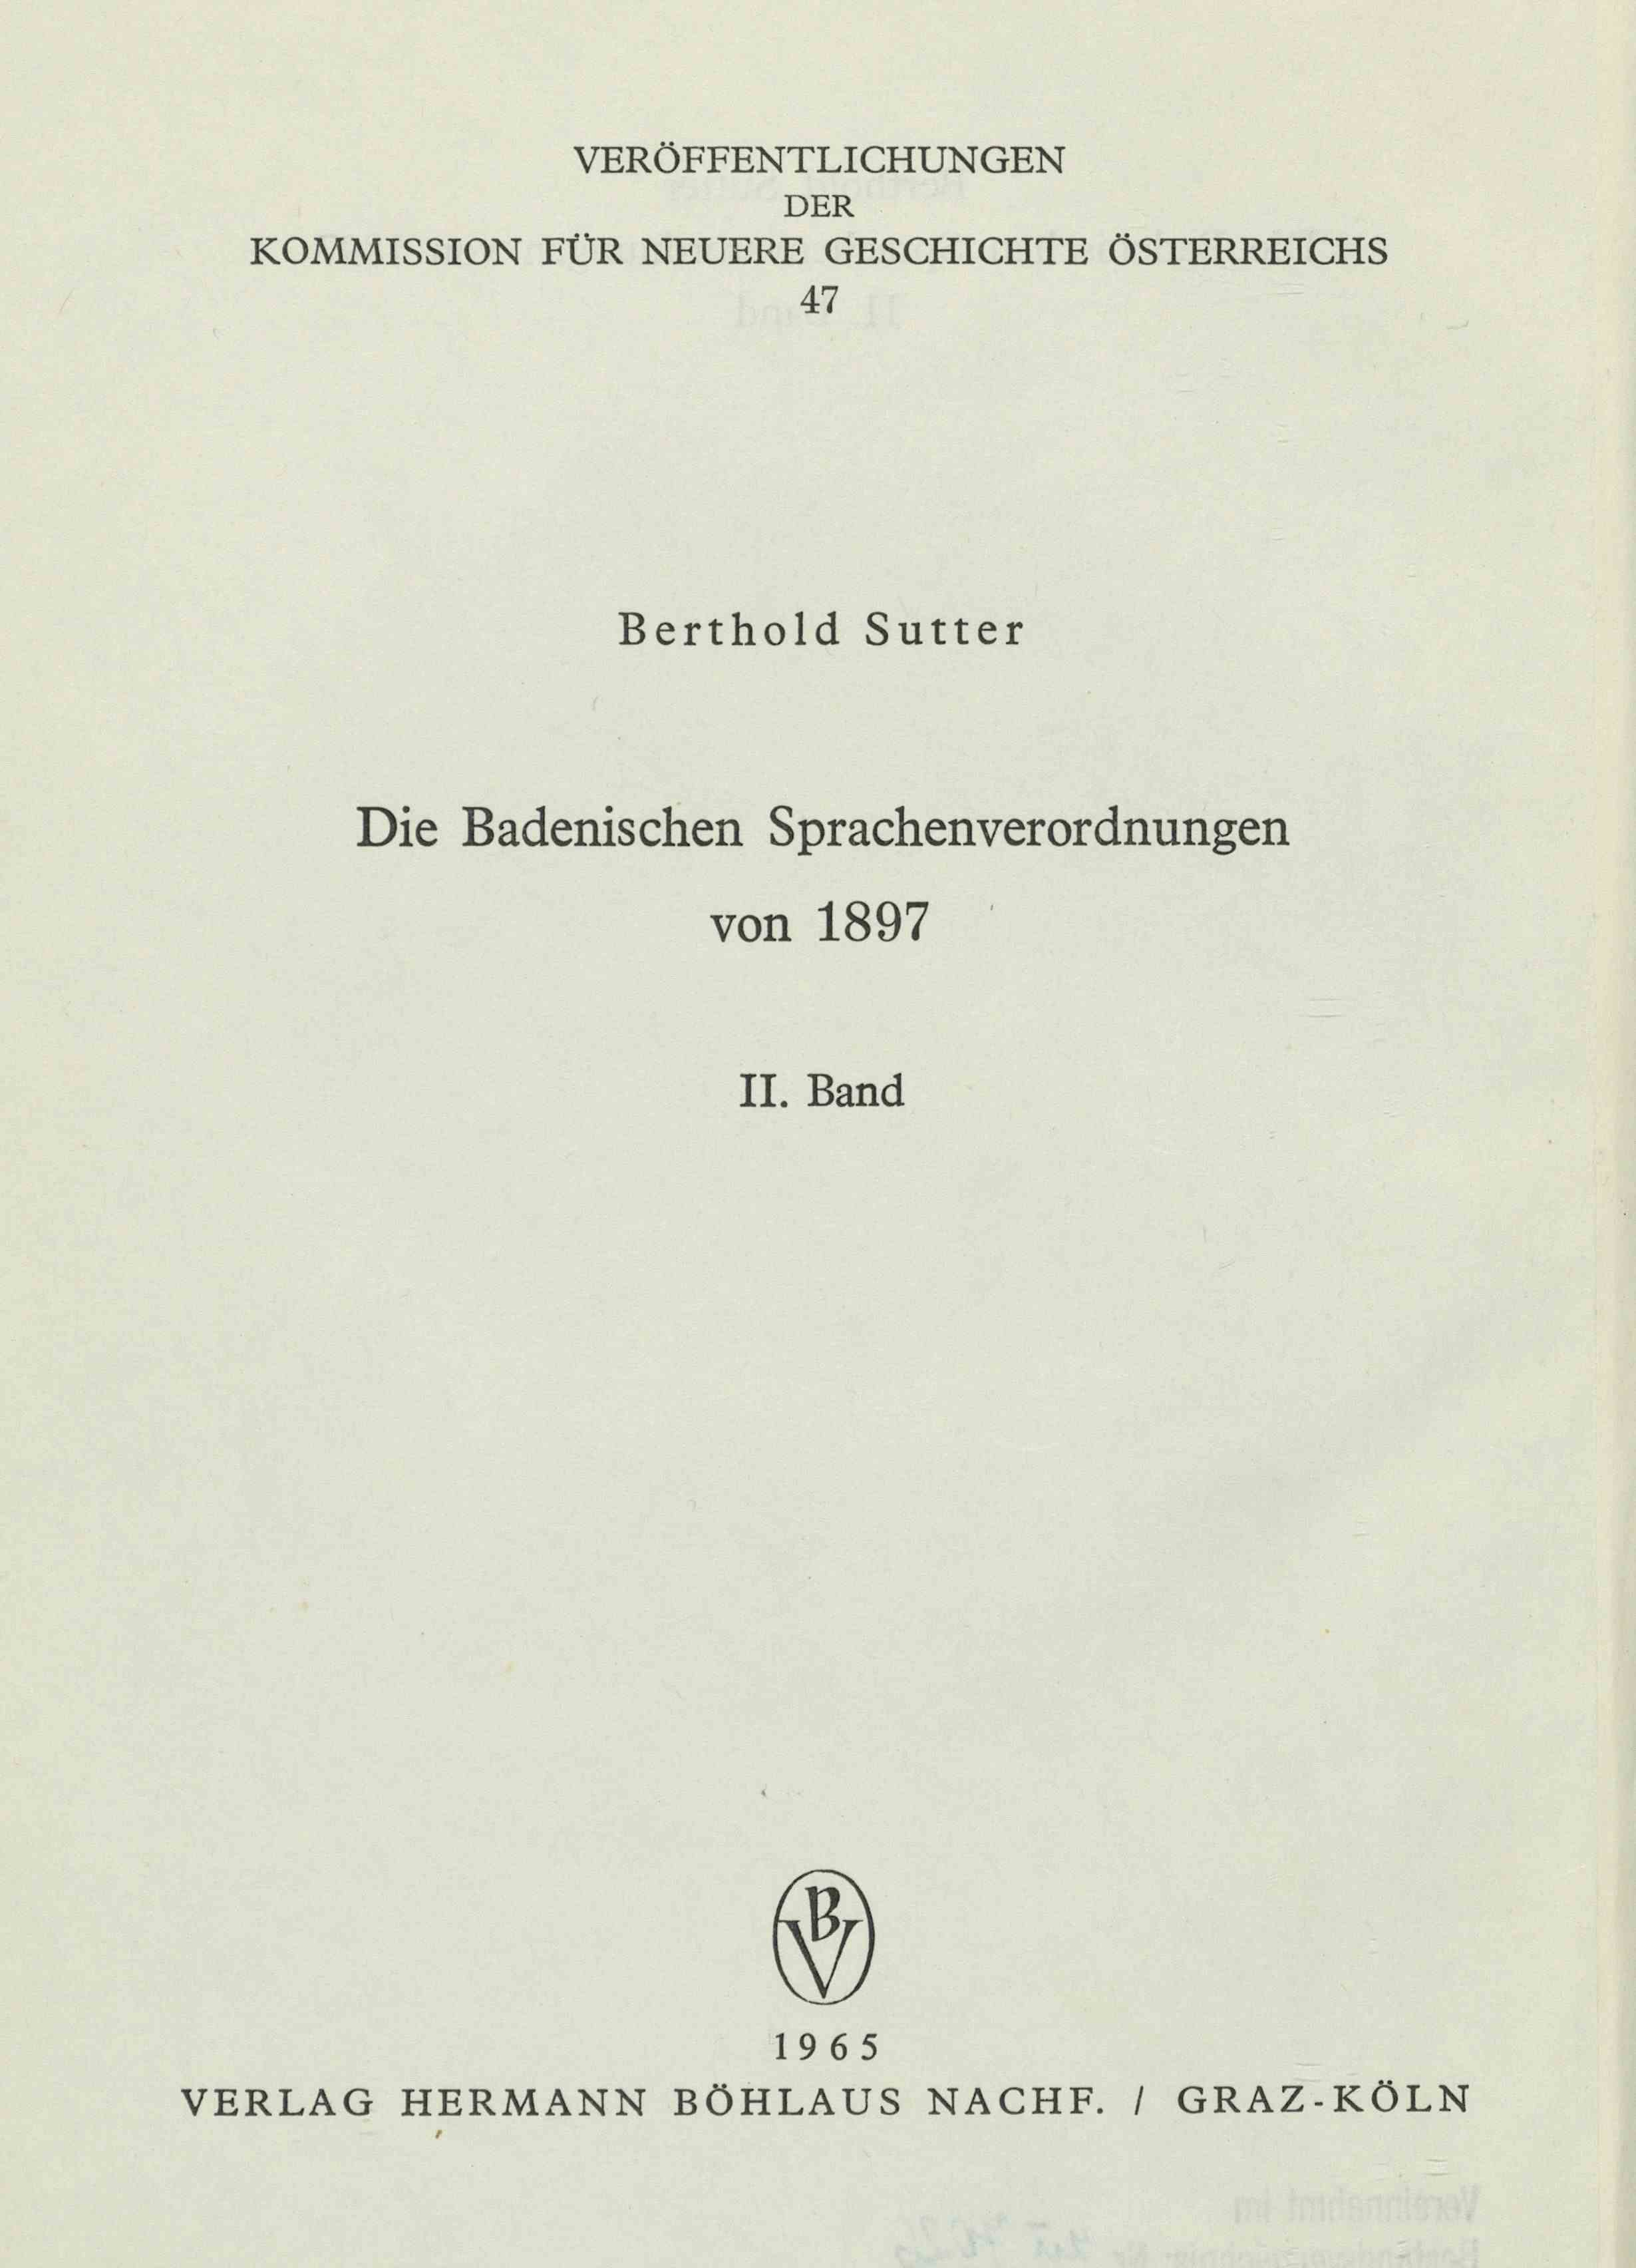 VERÖFFENTLICHUNGEN
DER
KOMMISSION FÜR NEUERE GESCHICHTE ÖSTERREICHS
47
Berthold Sutter
Die Badenischen Sprachenverordnungen
von 1897
II. Band
BV
1965
VERLAG HERMANN BÖHLAUS NACHF. / GRAZ-KÖLN